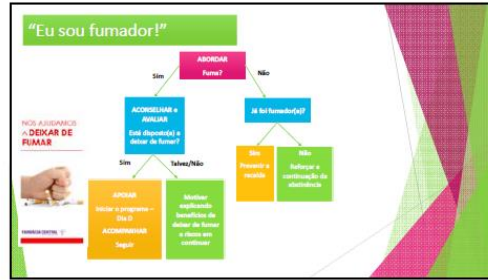 “Eu sou fumador!”
ABORDAR
Fuma?
Sim
Não
ACONSELHAR e
AVALIAR
Está disposto(a) a
deixar de fumar?
Já foi fumador(a)?
Sim
Talvez/Não
Sim
Prevenir a
recaída
Não
Reforçar a
continuação da
abstinência
APOIAR
Iniciar o programa –
Dia D
ACOMPANHAR
Seguir
Motivar
explicando
benefícios de
deixar de fumar
e riscos em
continuar
NÓS AJUDAMOS
A DEIXAR DE
FUMAR
FARMÁCIA CENTRAL